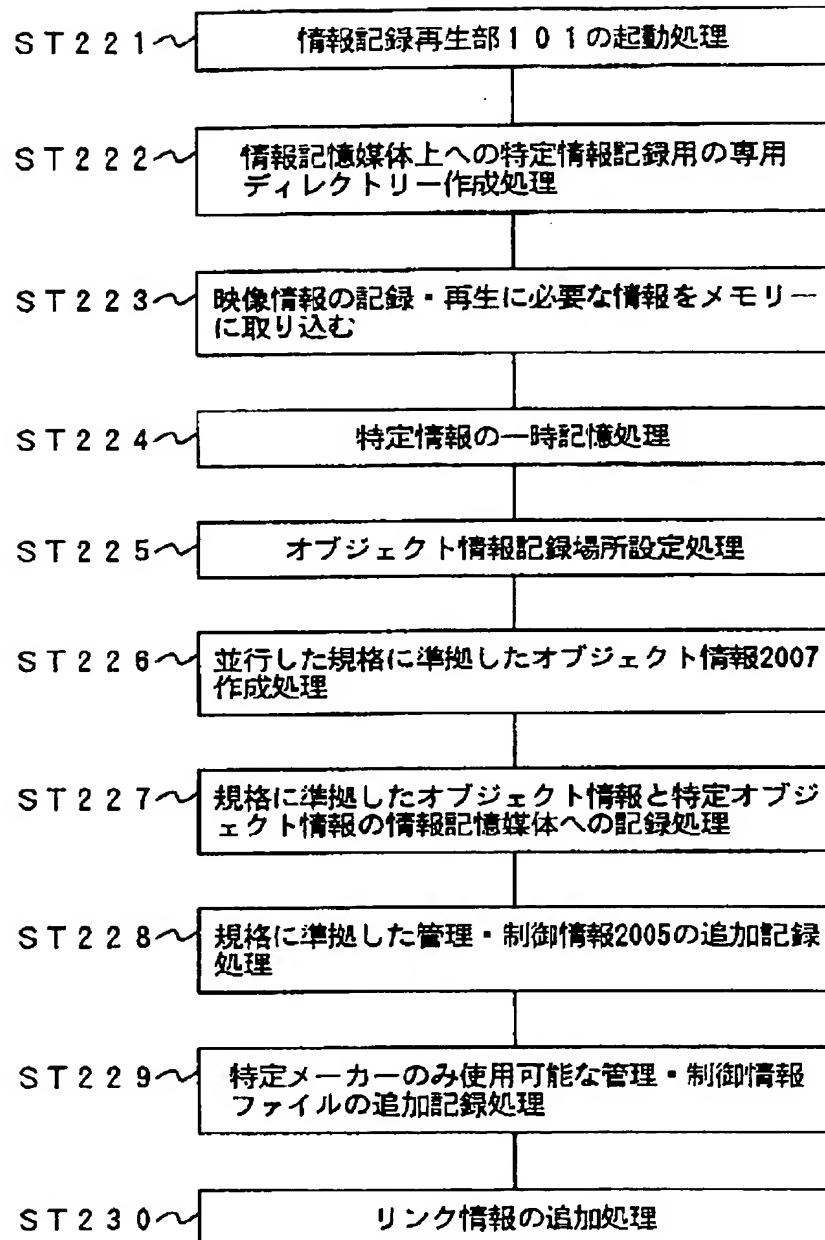 ST221 情報記録再生部101の起動処理
ST222 情報記憶媒体上への特定情報記録用の専用
ディレクトリー作成処理
ST223 映像情報の記録・再生に必要な情報をメモリー
に取り込む
ST224 特定情報の一時記憶処理
ST225 オブジェクト情報記録場所設定処理
ST226 並行した規格に準拠したオブジェクト情報2007
作成処理
ST227 規格に準拠したオブジェクト情報と特定オブジ
ェクト情報の情報記憶媒体への記録処理
ST228 規格に準拠した管理・制御情報2005の追加記録
処理
ST229 特定メーカーのみ使用可能な管理・制御情報
ファイルの追加記録処理
ST230 リンク情報の追加処理